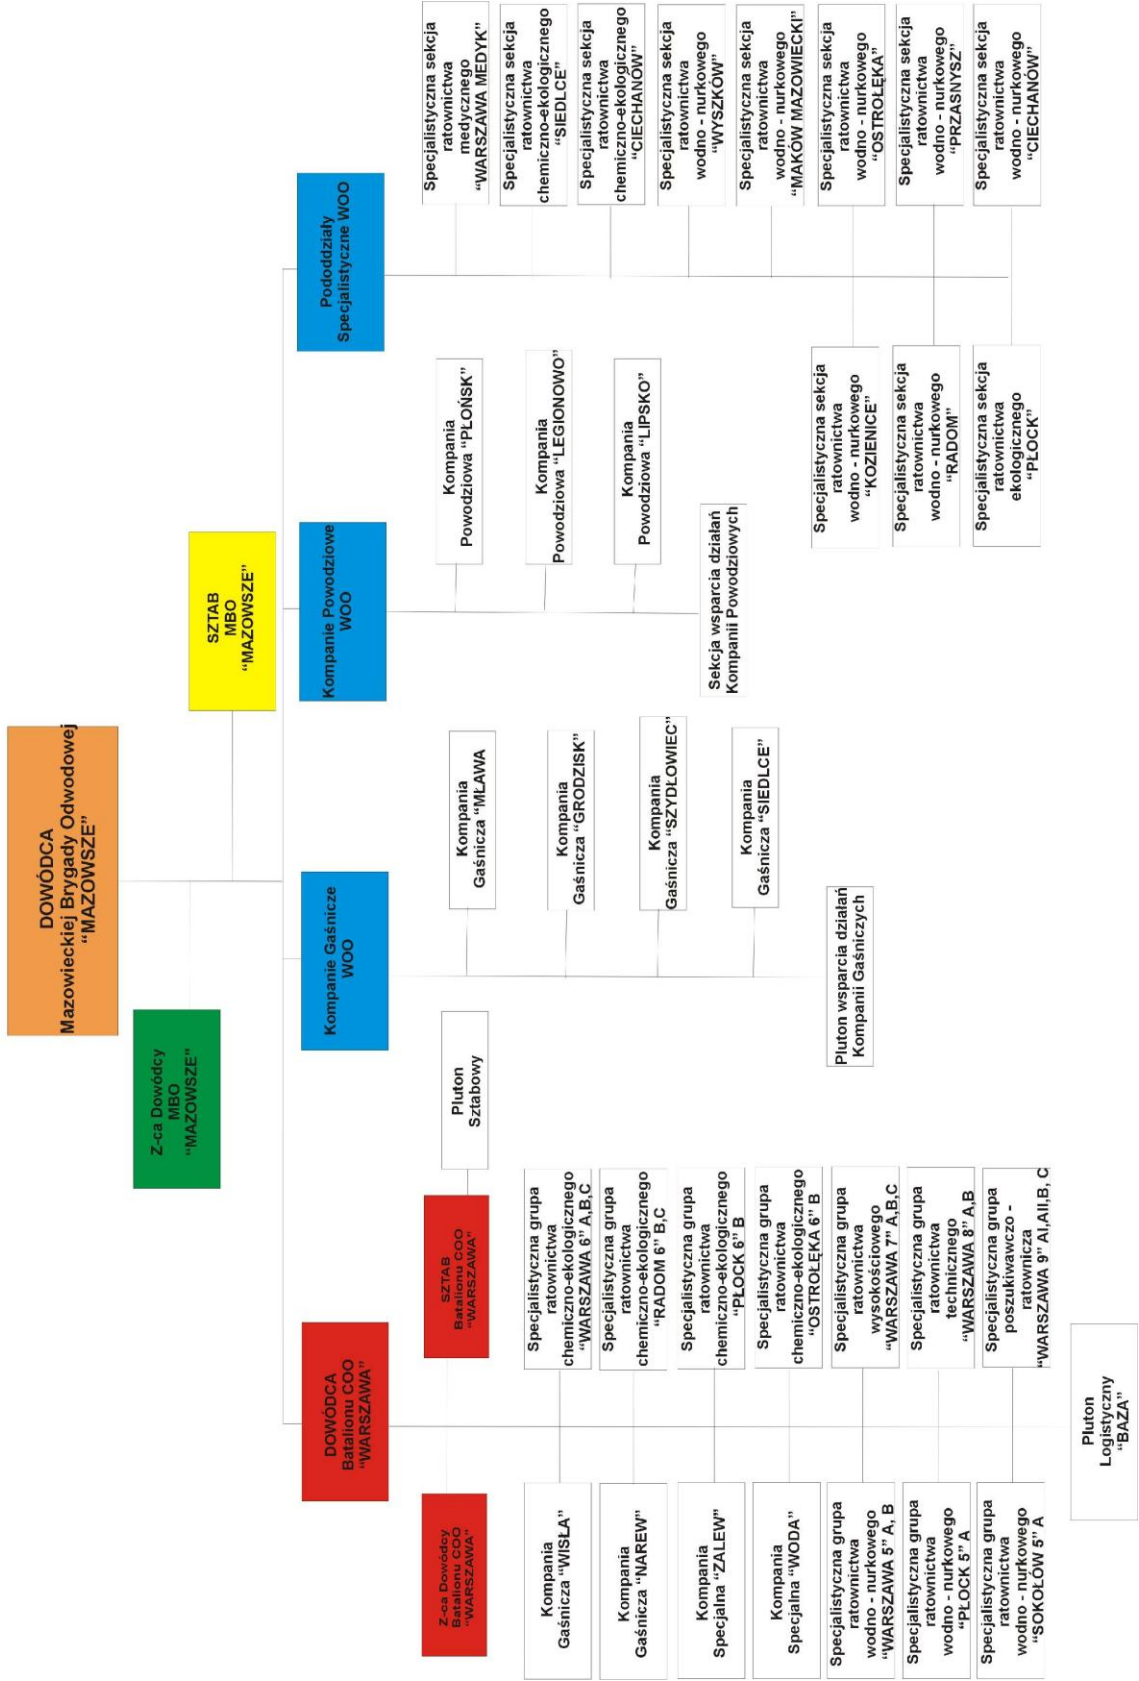 DOWÓDCA
Mazowieckiej Brygady Odwodowej
“MAZOWSZE”
Z-ca Dowódcy
MBO
“MAZOWSZE”
SZTAB
MBO
“MAZOWSZE”
DOWÓDCA
Batalionu COO
“WARSZAWA”
Kompanie Gaśnicze
WOO
Kompanie Powodziowe
WOO
Pododdziały
Specjalistyczne WOO
Z-ca Dowódcy
Batalionu COO
“WARSZAWA”
SZTAB
Batalionu COO
“WARSZAWA”
Pluton
Sztabowy
Kompania
Gaśnicza “WISŁA”
Kompania
Gaśnicza “NAREW”
Kompania
Specjalna “ZALEW”
Kompania
Specjalna “WODA”
Specjalistyczna grupa
ratownictwa
wodno - nurkowego
“WARSZAWA 5” A, B
Specjalistyczna grupa
ratownictwa
wodno - nurkowego
“PŁOCK 5” A
Specjalistyczna grupa
ratownictwa
wodno - nurkowego
“SOKOŁÓW 5” A
Specjalistyczna grupa
ratownictwa
chemiczno-ekologicznego
“WARSZAWA 6” A,B,C
Specjalistyczna grupa
ratownictwa
chemiczno-ekologicznego
“RADOM 6” B,C
Specjalistyczna grupa
ratownictwa
chemiczno-ekologicznego
“PŁOCK 6” B
Specjalistyczna grupa
ratownictwa
chemiczno-ekologicznego
“OSTROŁĘKA 6” B
Specjalistyczna grupa
ratownictwa
wysokościowego
“WARSZAWA 7” A,B,C
Specjalistyczna grupa
ratownictwa
technicznego
“WARSZAWA 8” A,B
Specjalistyczna grupa
poszukiwawczo -
ratownicza
“WARSZAWA 9” AI,AII,B, C
Pluton
Logistyczny
“BAZA”
Kompania
Gaśnicza “MŁAWA
Kompania
Gaśnicza “GRODZISK”
Kompania
Gaśnicza “SZYDŁOWIEC”
Kompania
Gaśnicza “SIEDLCE”
Pluton wsparcia działań
Kompanii Gaśniczych
Kompania
Powodziowa “PŁOŃSK”
Kompania
Powodziowa “LEGIONOWO”
Kompania
Powodziowa “LIPSKO”
Sekcja wsparcia działań
Kompanii Powodziowych
Specjalistyczna sekcja
ratownictwa
medycznego
“WARSZAWA MEDYK”
Specjalistyczna sekcja
ratownictwa
chemiczno-ekologicznego
“SIEDLCE”
Specjalistyczna sekcja
ratownictwa
chemiczno-ekologicznego
“CIECHANÓW”
Specjalistyczna sekcja
ratownictwa
wodno - nurkowego
“WYSZKÓW”
Specjalistyczna sekcja
ratownictwa
wodno - nurkowego
“MAKÓW MAZOWIECKI”
Specjalistyczna sekcja
ratownictwa
wodno - nurkowego
“OSTROŁĘKA”
Specjalistyczna sekcja
ratownictwa
wodno - nurkowego
“PRZASNYSZ”
Specjalistyczna sekcja
ratownictwa
wodno - nurkowego
“CIECHANÓW”
Specjalistyczna sekcja
ratownictwa
wodno - nurkowego
“KOZIENICE”
Specjalistyczna sekcja
ratownictwa
wodno - nurkowego
“RADOM”
Specjalistyczna sekcja
ratownictwa
ekologicznego
“PŁOCK”